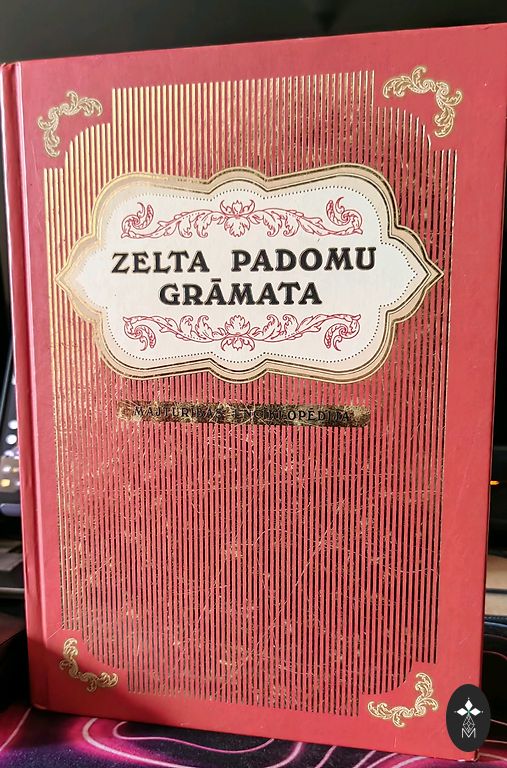 ZELTA PADOMU
GRĀMATA
MĀJTURĪBAS ENCIKLOPĒDIJA